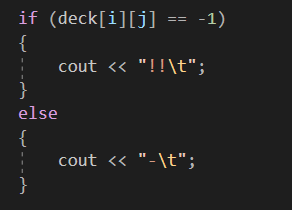 if (deck[i][j] == -1)
{
    cout << "!!\t";
}
else
{
    cout << "-\t";
}